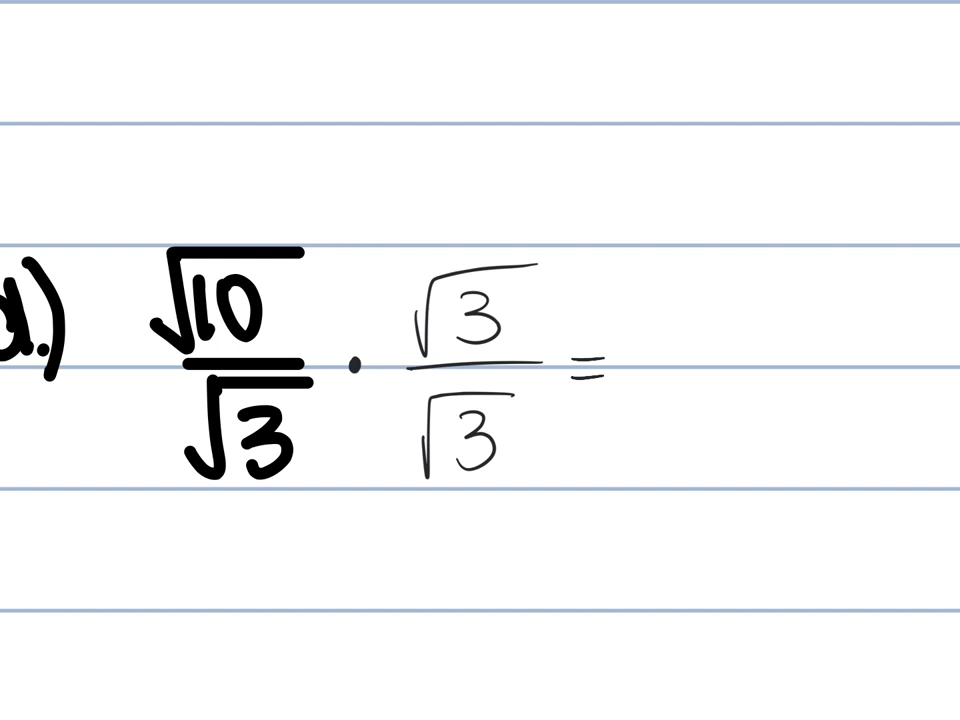 d.) √10/√3 · √3/√3 =